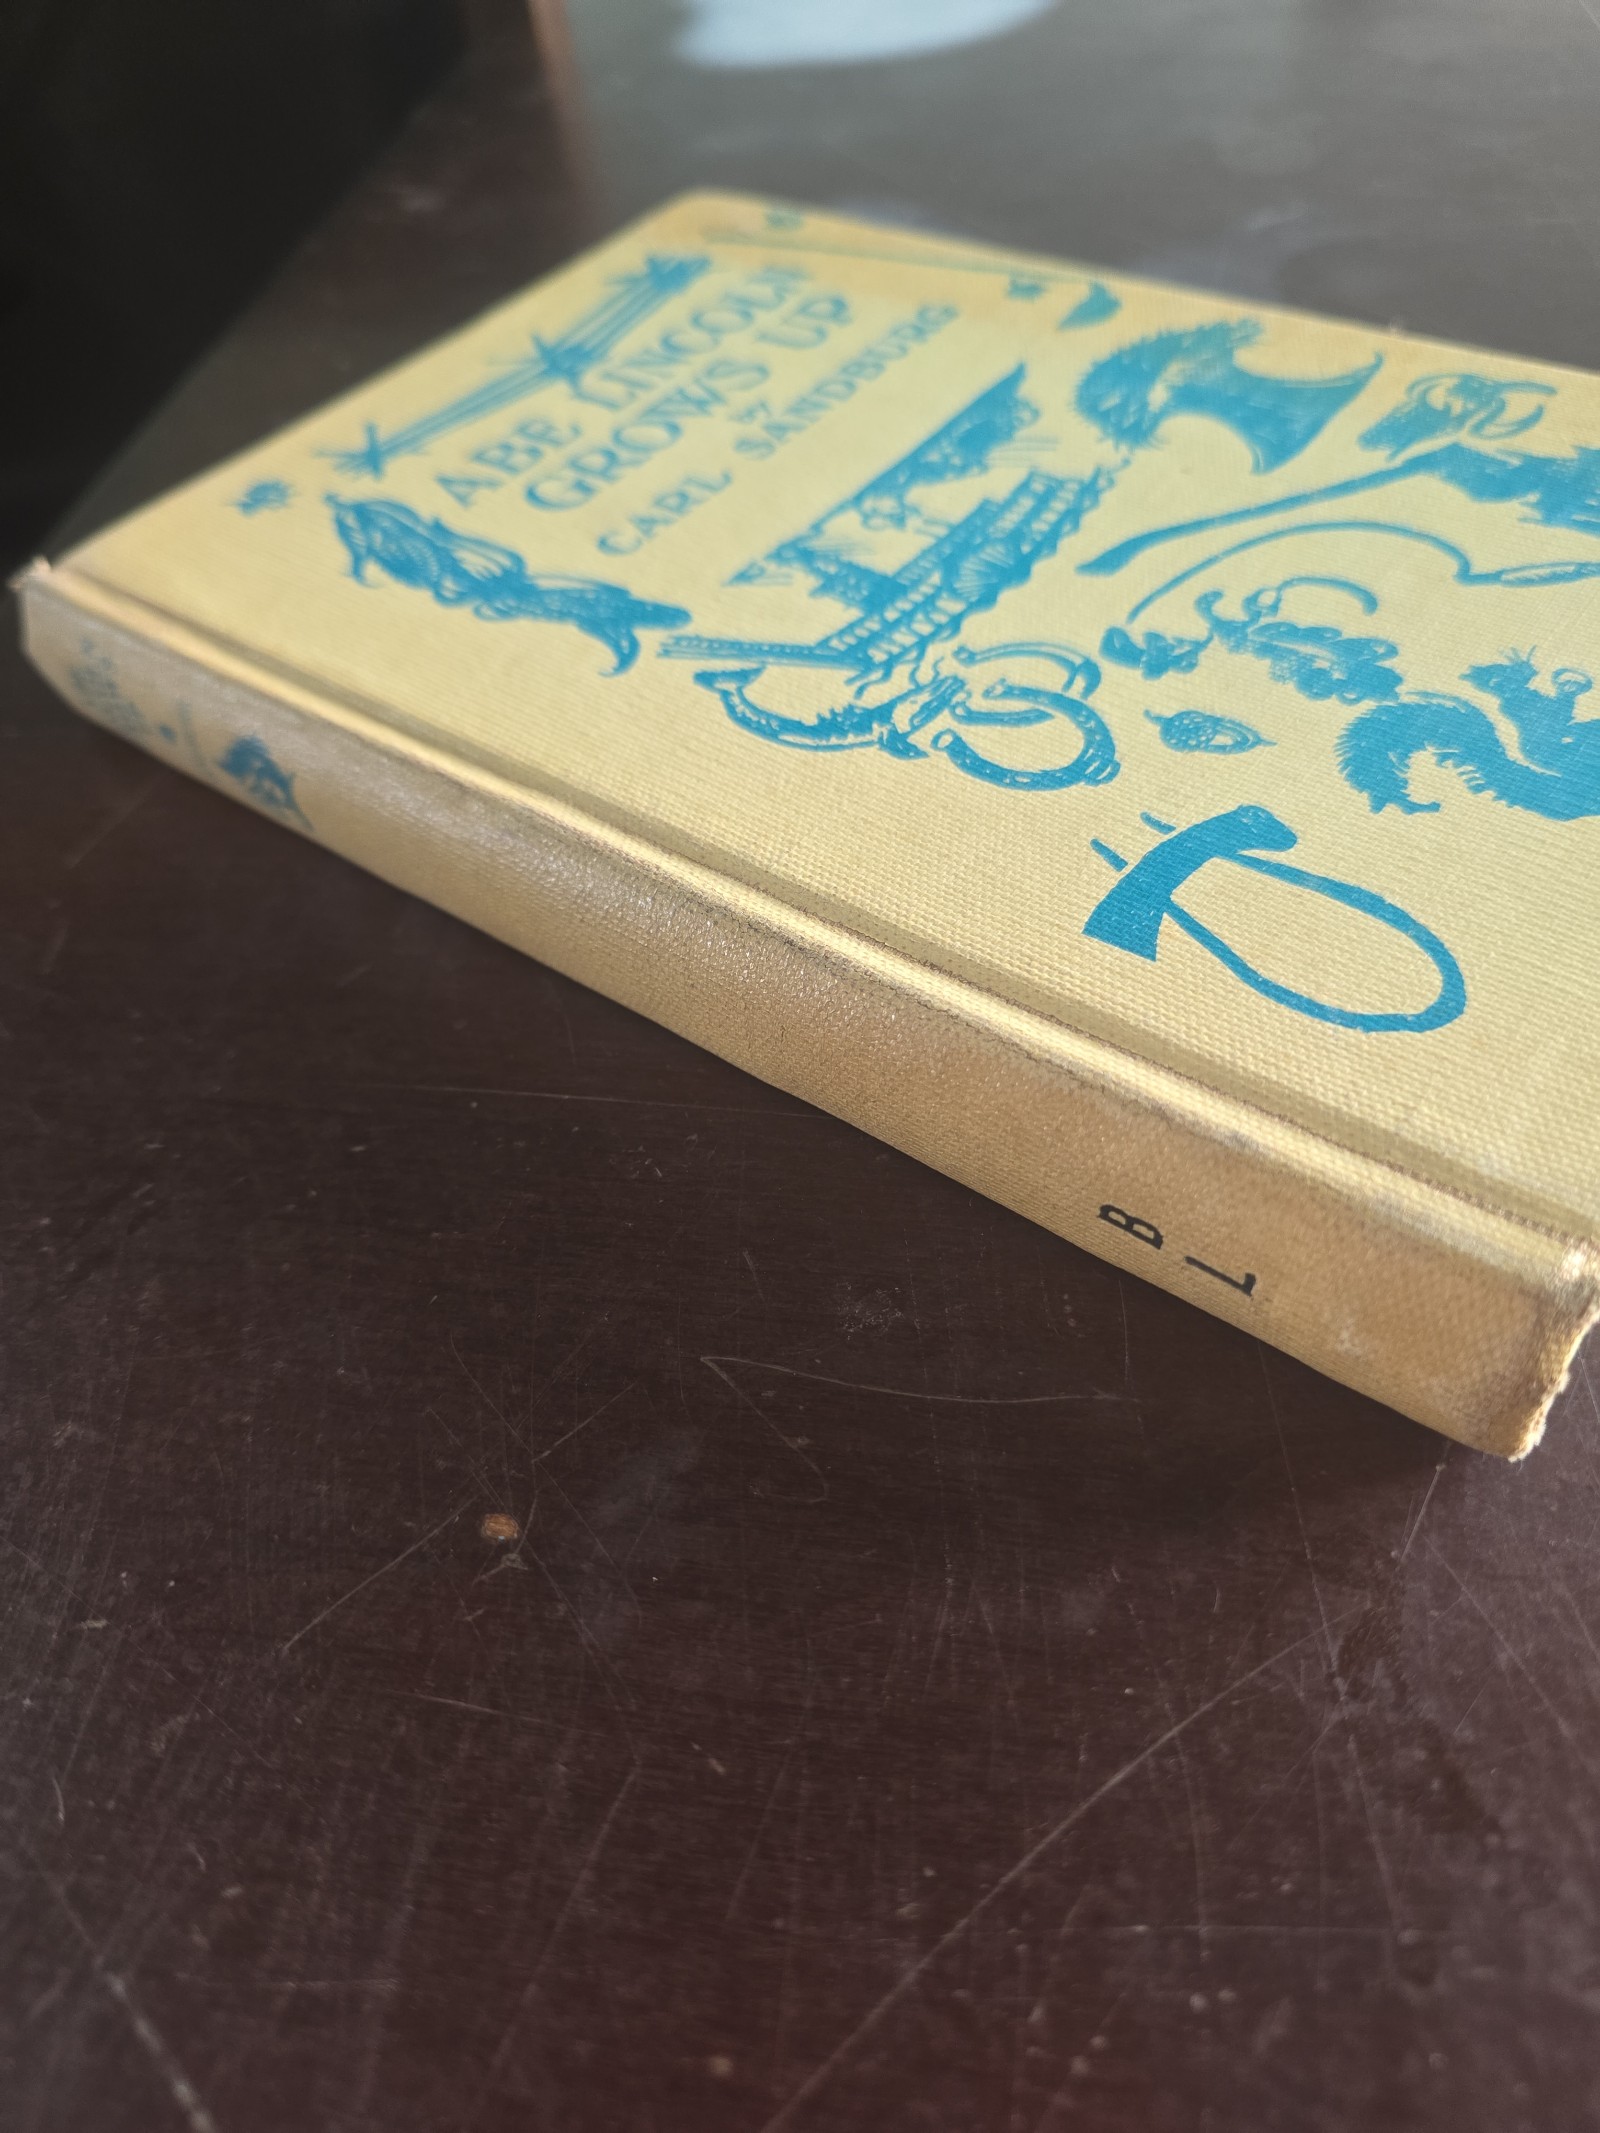 ABE LINCOLN
GROWS UP
BY
CARL SANDBURG
B
L